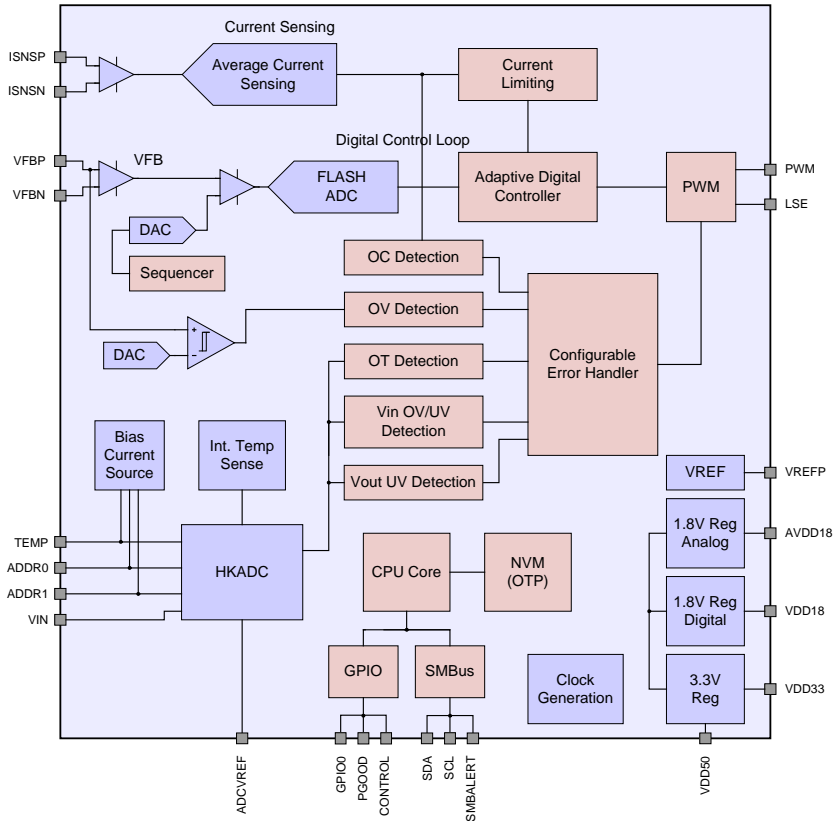 Current Sensing
ISNSP
ISNSN
Average Current
Sensing
Current
Limiting
Digital Control Loop
VFBP
VFBN
VFB
FLASH
ADC
Adaptive Digital
Controller
PWM
PWM
LSE
DAC
Sequencer
OC Detection
OV Detection
+
−
DAC
OT Detection
Configurable
Error Handler
Vin OV/UV
Detection
Vout UV Detection
Bias
Current
Source
Int. Temp
Sense
VREF
VREFP
1.8V Reg
Analog
AVDD18
TEMP
ADDR0
ADDR1
VIN
HKADC
CPU Core
NVM
(OTP)
1.8V Reg
Digital
VDD18
GPIO
SMBus
Clock
Generation
3.3V
Reg
VDD33
ADCVREF
GPIO0
PGOOD
CONTROL
SDA
SCL
SMBALERT
VDD50